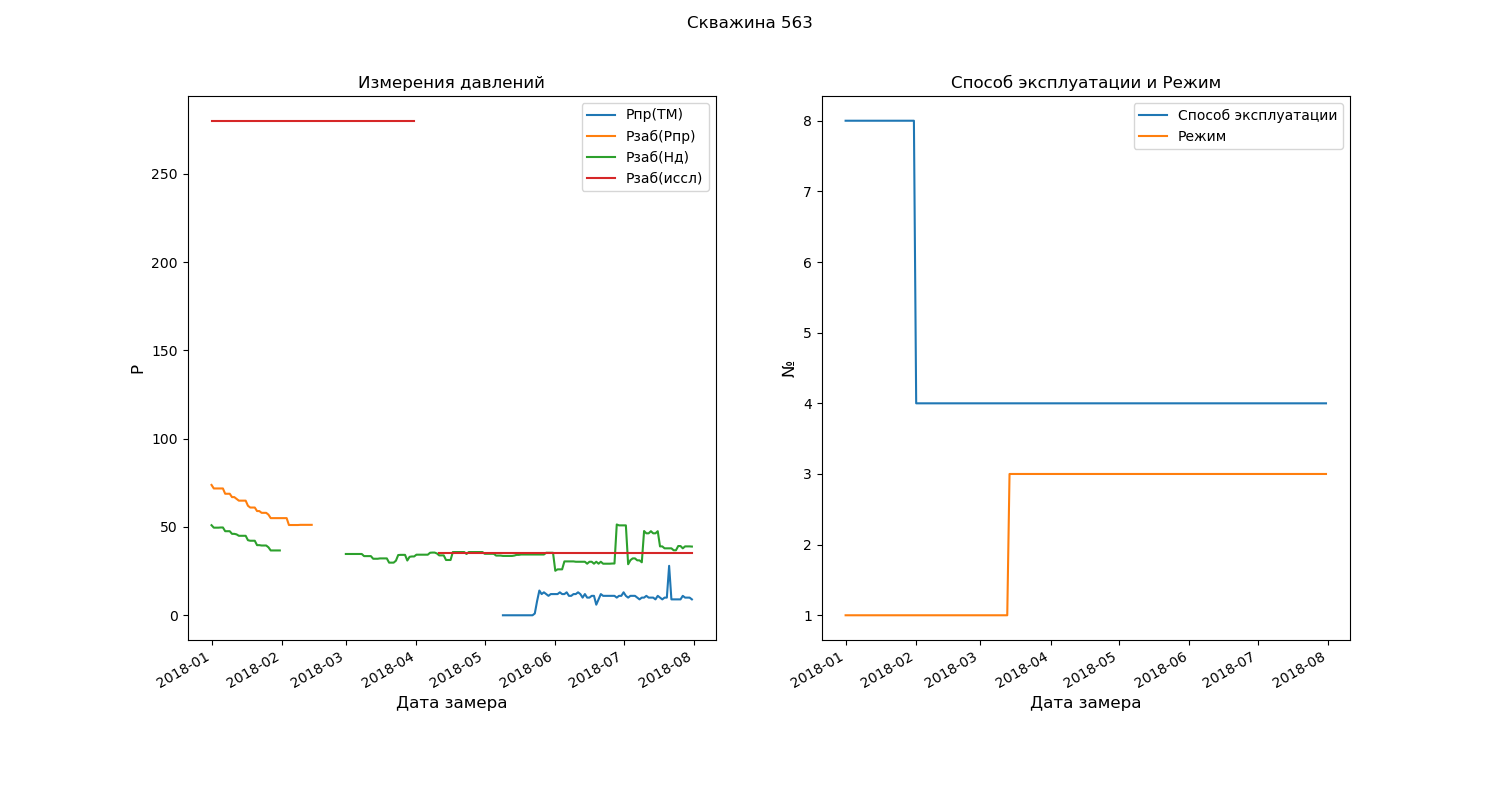 Скважина 563
Измерения давлений
Рпр(ТМ)
Рзаб(Рпр)
Рзаб(Нд)
Рзаб(иссл)
250
200
150
100
50
0
Р
2018-01 2018-02 2018-03 2018-04 2018-05 2018-06 2018-07 2018-08
Дата замера
Способ эксплуатации и Режим
Способ эксплуатации
Режим
8
7
6
5
4
3
2
1
№
2018-01 2018-02 2018-03 2018-04 2018-05 2018-06 2018-07 2018-08
Дата замера